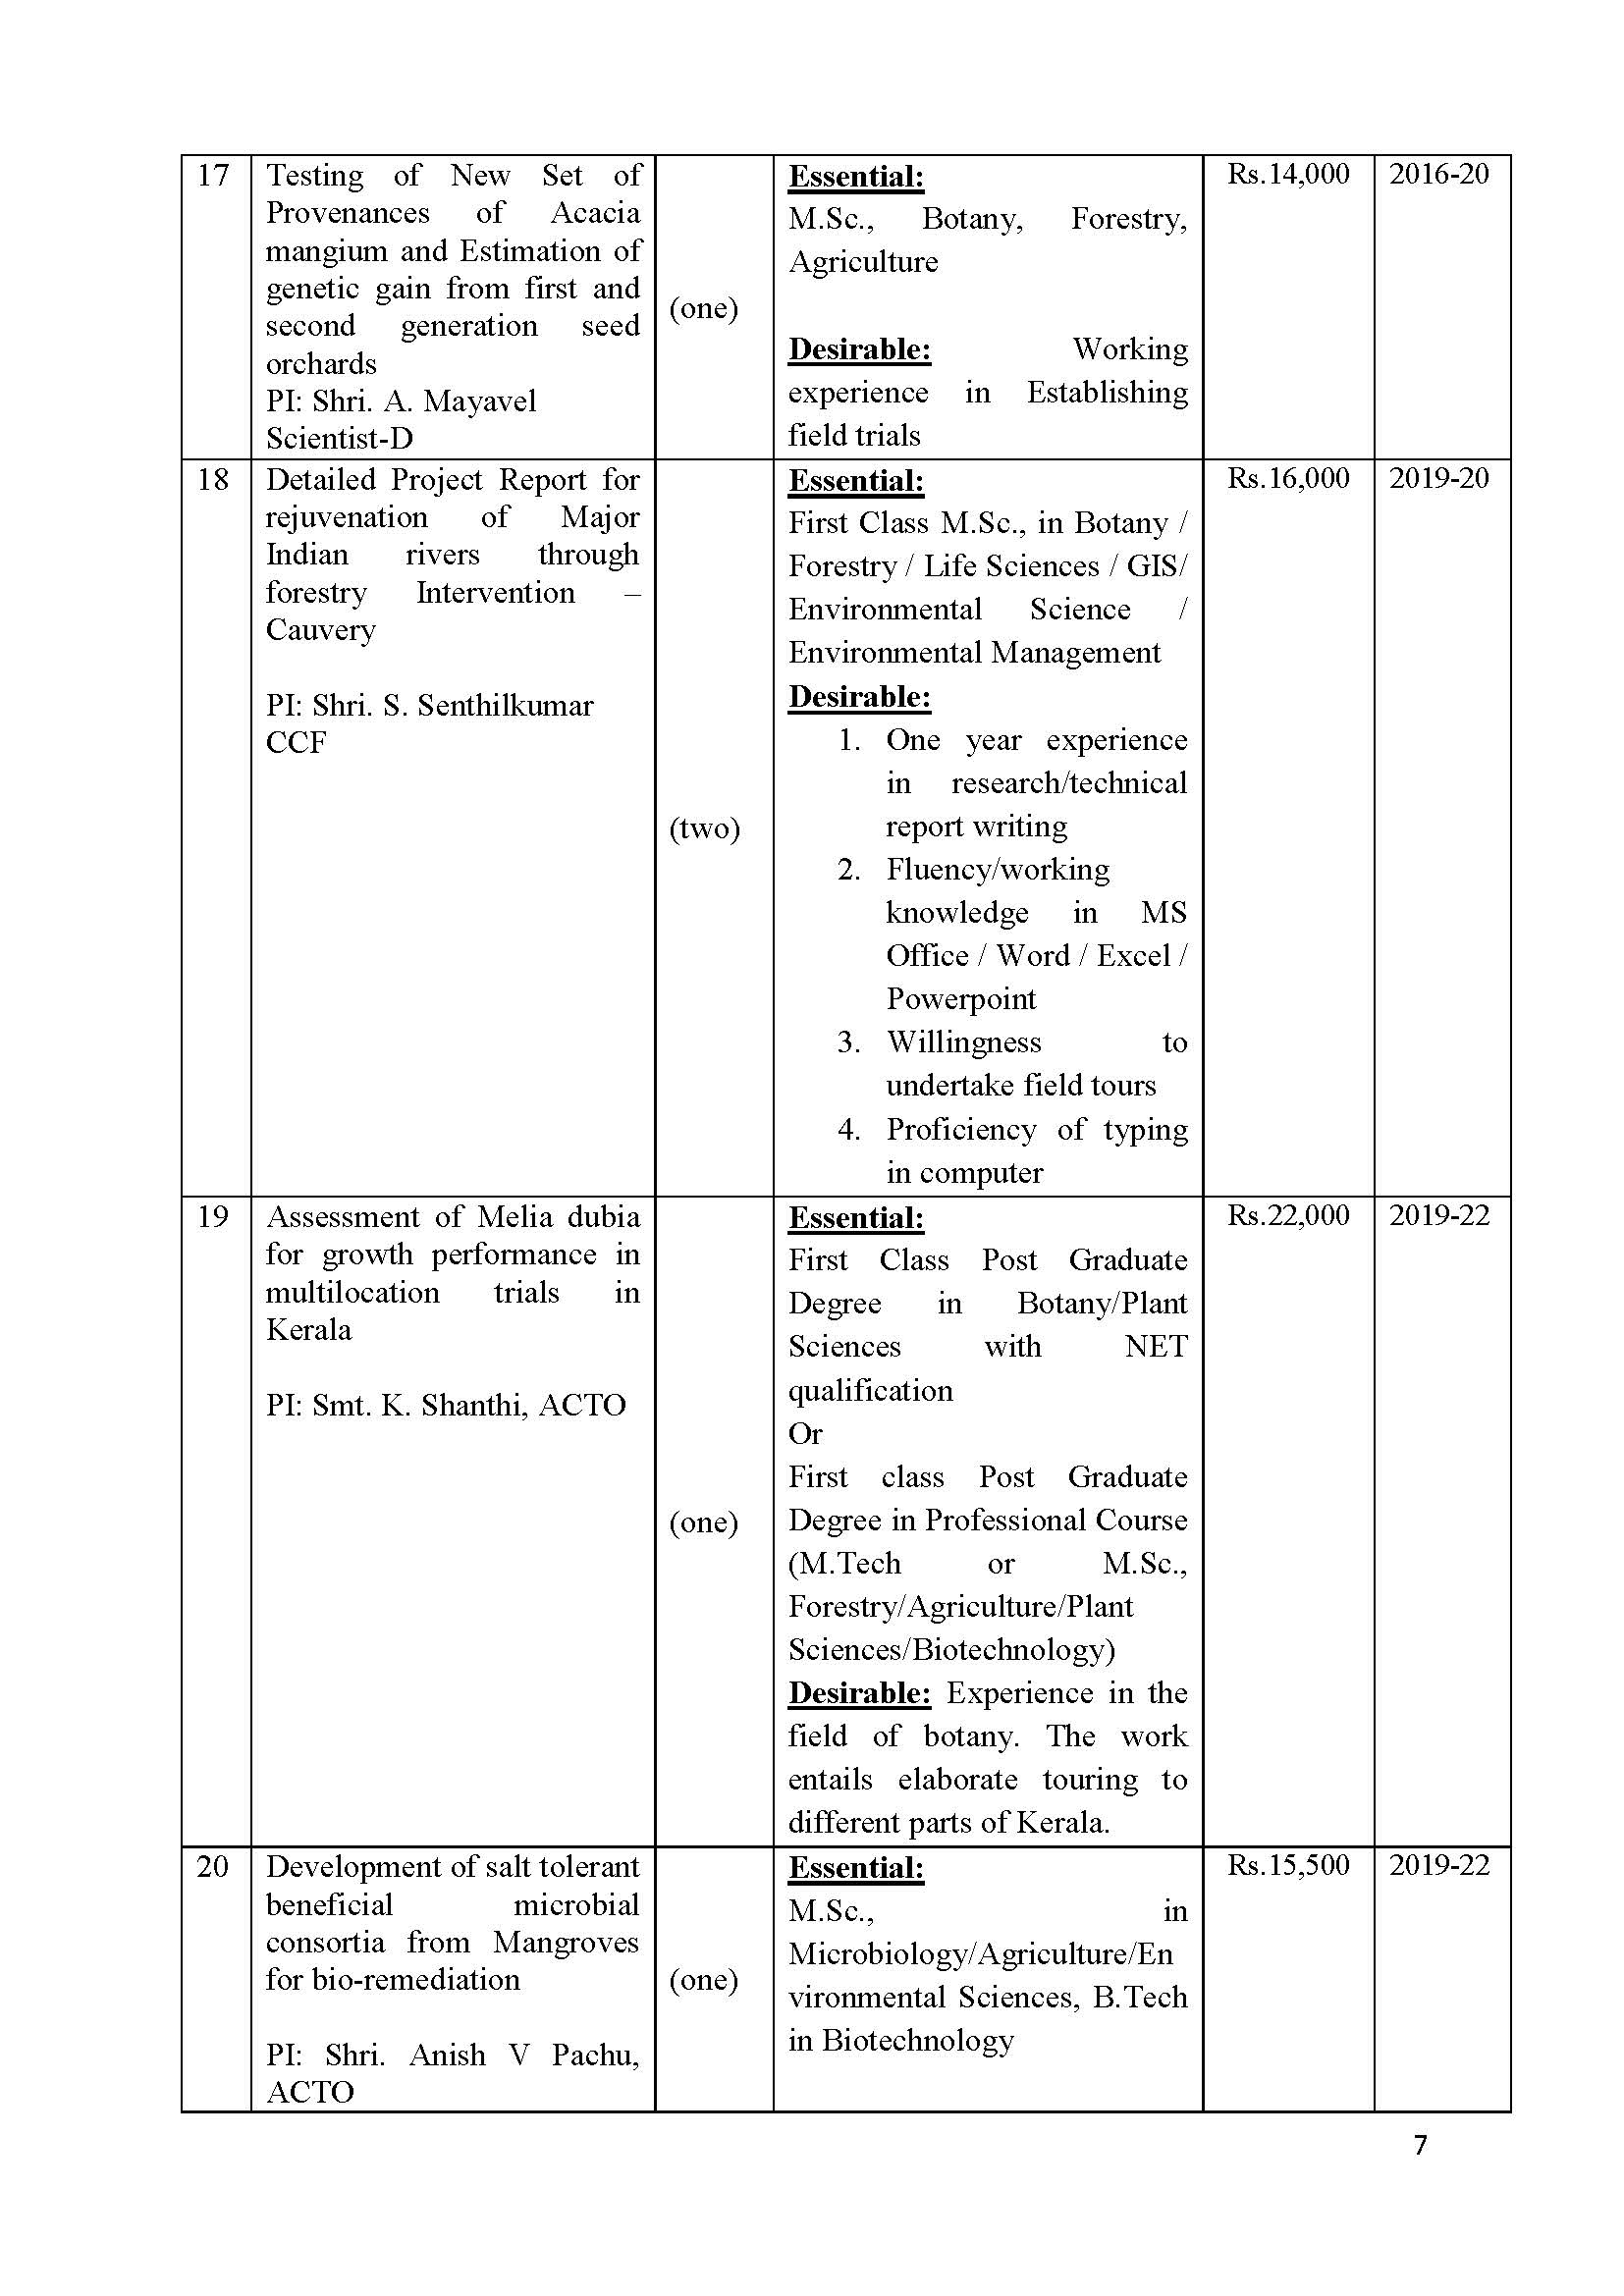 17
Testing of New Set of
Provenances of Acacia
mangium and Estimation of
genetic gain from first and
second generation seed
orchards
PI: Shri. A. Mayavel
Scientist-D
(one)
Essential:
M.Sc., Botany, Forestry,
Agriculture
Desirable: Working
experience in Establishing
field trials
Rs.14,000
2016-20
18
Detailed Project Report for
rejuvenation of Major
Indian rivers through
forestry Intervention –
Cauvery
PI: Shri. S. Senthilkumar
CCF
(two)
Essential:
First Class M.Sc., in Botany /
Forestry / Life Sciences / GIS/
Environmental Science /
Environmental Management
Desirable:
1. One year experience
in research/technical
report writing
2. Fluency/working
knowledge in MS
Office / Word / Excel /
Powerpoint
3. Willingness to
undertake field tours
4. Proficiency of typing
in computer
Rs.16,000
2019-20
19
Assessment of Melia dubia
for growth performance in
multilocation trials in
Kerala
PI: Smt. K. Shanthi, ACTO
(one)
Essential:
First Class Post Graduate
Degree in Botany/Plant
Sciences with NET
qualification
Or
First class Post Graduate
Degree in Professional Course
(M.Tech or M.Sc.,
Forestry/Agriculture/Plant
Sciences/Biotechnology)
Desirable: Experience in the
field of botany. The work
entails elaborate touring to
different parts of Kerala.
Rs.22,000
2019-22
20
Development of salt tolerant
beneficial microbial
consortia from Mangroves
for bio-remediation
PI: Shri. Anish V Pachu,
ACTO
(one)
Essential:
M.Sc., in
Microbiology/Agriculture/En
vironmental Sciences, B.Tech
in Biotechnology
Rs.15,500
2019-22
7